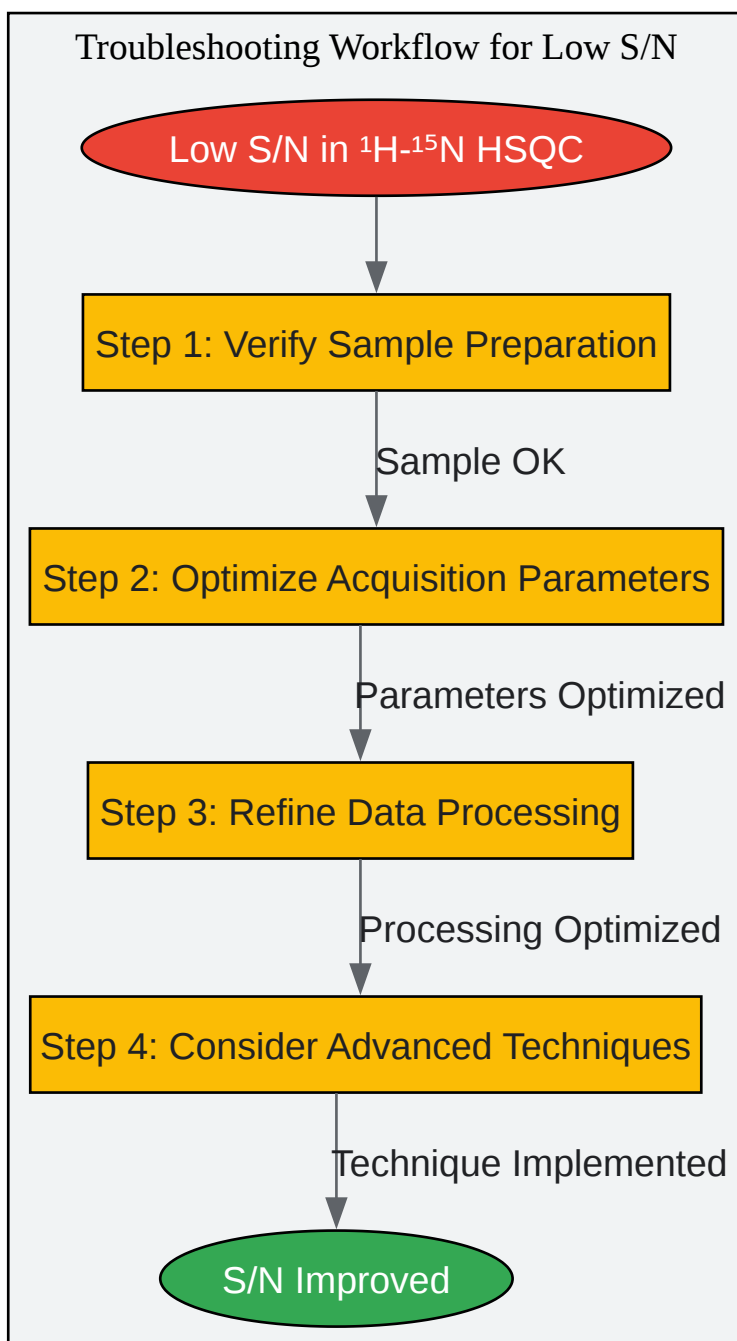 Troubleshooting Workflow for Low S/N
Low S/N in ¹H-¹⁵N HSQC
Step 1: Verify Sample Preparation
Sample OK
Step 2: Optimize Acquisition Parameters
Parameters Optimized
Step 3: Refine Data Processing
Processing Optimized
Step 4: Consider Advanced Techniques
Technique Implemented
S/N Improved